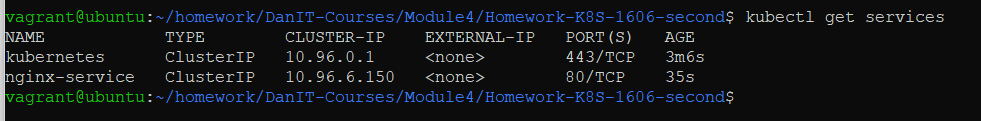 vagrant@ubuntu:~/homework/DanIT-Courses/Module4/Homework-K8S-1606-second$ kubectl get services
NAME            TYPE        CLUSTER-IP    EXTERNAL-IP   PORT(S)   AGE
kubernetes      ClusterIP   10.96.0.1     <none>        443/TCP   3m6s
nginx-service   ClusterIP   10.96.6.150   <none>        80/TCP    35s
vagrant@ubuntu:~/homework/DanIT-Courses/Module4/Homework-K8S-1606-second$